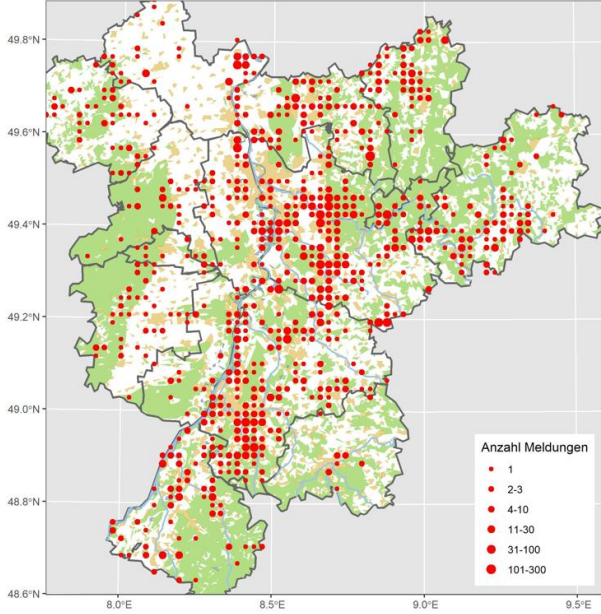 49.8°N
49.6°N
49.4°N
49.2°N
49.0°N
48.8°N
48.6°N
8.0°E
8.5°E
9.0°E
9.5°E
Anzahl Meldungen
1
2-3
4-10
11-30
31-100
101-300